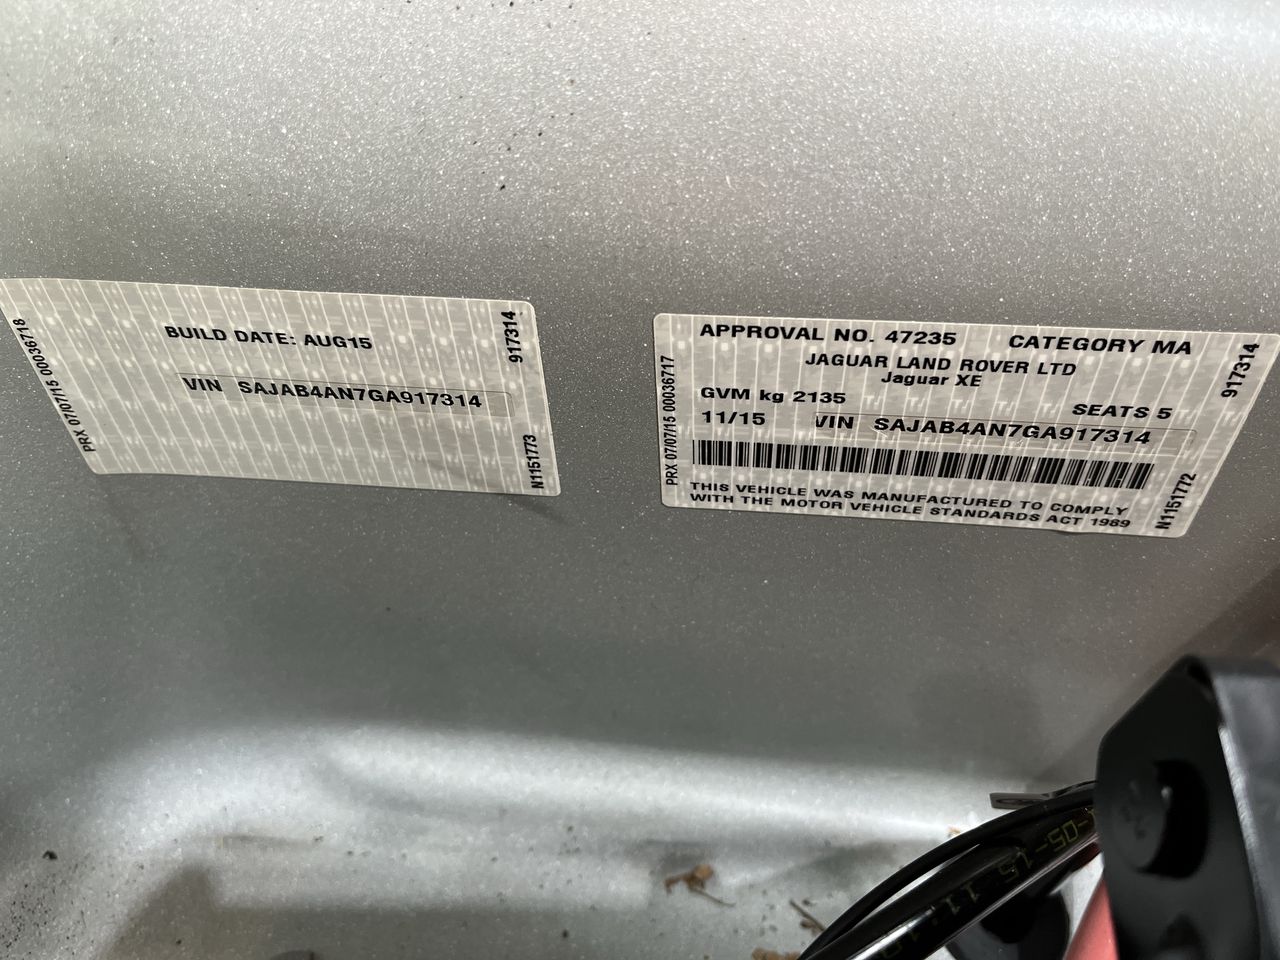 PRX 07/07/15 00036718
BUILD DATE: AUG15
VIN SAJAB4AN7GA917314
917314
N1151773
PRX 07/07/15 00036717
APPROVAL NO. 47235 CATEGORY MA
JAGUAR LAND ROVER LTD
Jaguar XE
GVM kg 2135
SEATS 5
11/15 VIN SAJAB4AN7GA917314
THIS VEHICLE WAS MANUFACTURED TO COMPLY
WITH THE MOTOR VEHICLE STANDARDS ACT 1989
917314
N1151772